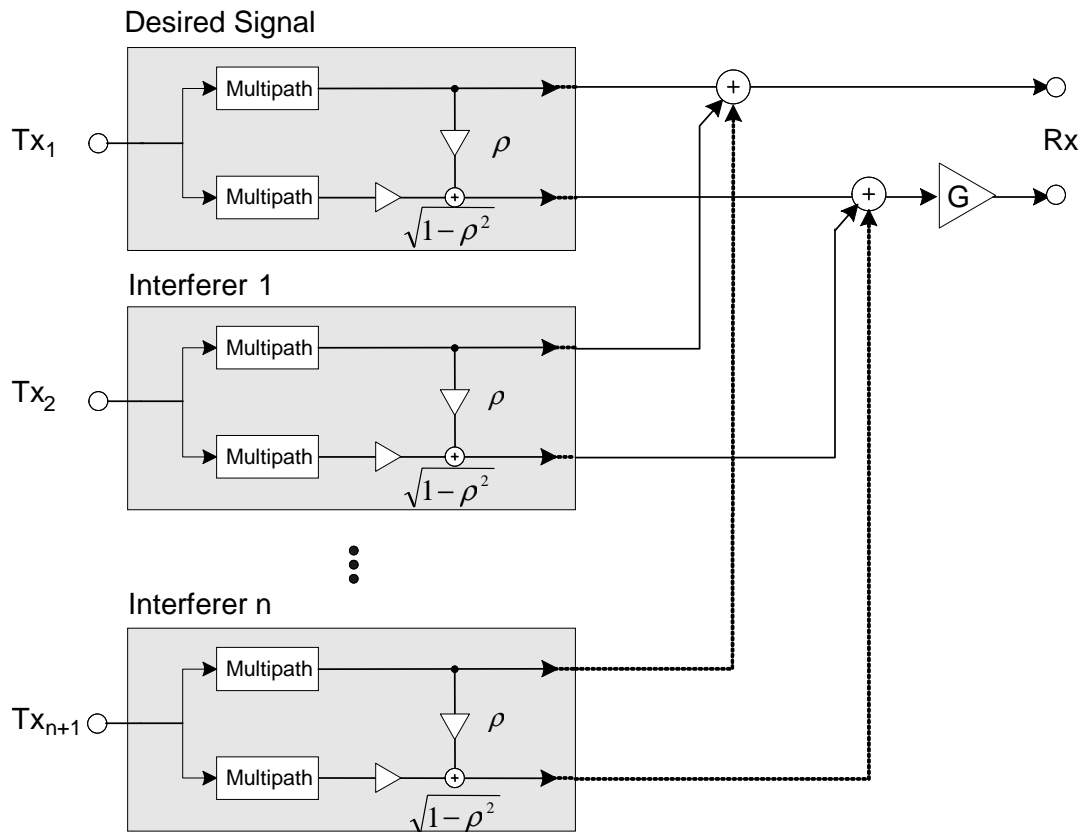 Desired Signal
Multipath
+
Tx₁
ρ
Rx
Multipath
+
+
G
√1−ρ²
Interferer 1
Multipath
Tx₂
ρ
Multipath
+
√1−ρ²
Interferer n
Multipath
Txₙ₊₁
ρ
Multipath
+
√1−ρ²